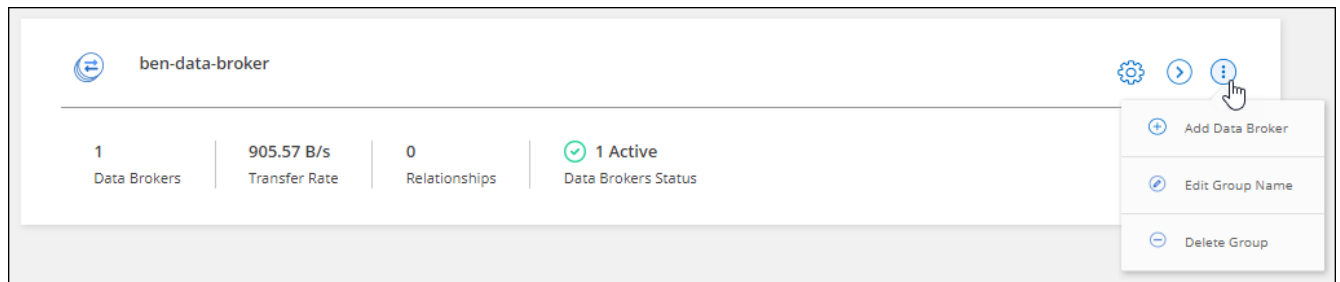 ben-data-broker
1 905.57 B/s 0 1 Active
Data Brokers Transfer Rate Relationships Data Brokers Status
Add Data Broker
Edit Group Name
Delete Group